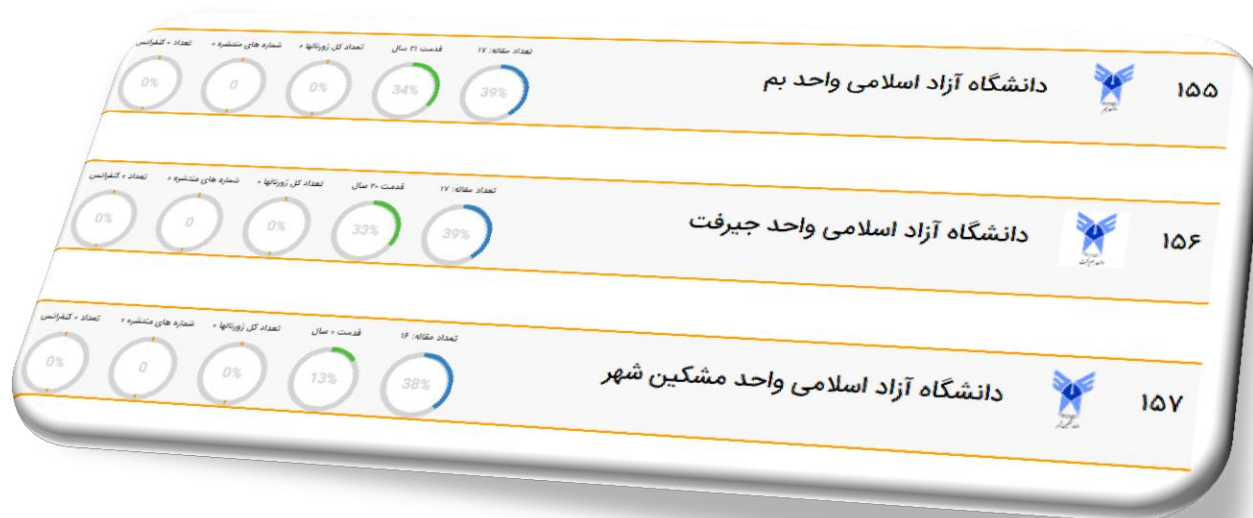 ۱۵۵
دانشگاه آزاد اسلامی واحد بم
تعداد مقاله: ۱۷
39%
قدمت ۲۱ سال
34%
تعداد کل ژورنالها ۰
0%
شماره های منتشره ۰
0
تعداد ۰ کنفرانس
0%
۱۵۶
دانشگاه آزاد اسلامی واحد جیرفت
تعداد مقاله: ۱۷
39%
قدمت ۲۰ سال
33%
تعداد کل ژورنالها ۰
0%
شماره های منتشره ۰
0
تعداد ۰ کنفرانس
0%
۱۵۷
دانشگاه آزاد اسلامی واحد مشکین شهر
تعداد مقاله: ۱۶
38%
قدمت ۰ سال
13%
تعداد کل ژورنالها ۰
0%
شماره های منتشره ۰
0
تعداد ۰ کنفرانس
0%